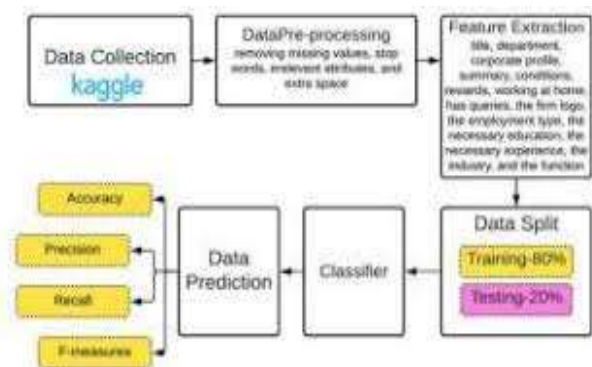 Data Collection
kaggle
DataPre-processing
removing missing values, stop
words, irrelevant attributes, and
extra space
Feature Extraction
title, department,
corporate profile,
summary, conditions,
rewards, working at home,
has queries, the firm logo,
the employment type, the
necessary education, the
necessary experience, the
industry, and the function
Data Split
Training-80%
Testing-20%
Classifier
Data
Prediction
Accuracy
Precision
Recall
F-measures